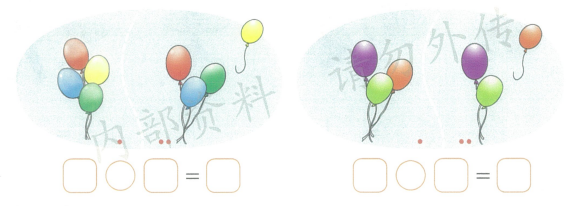 内部资料
请勿外传
=
=